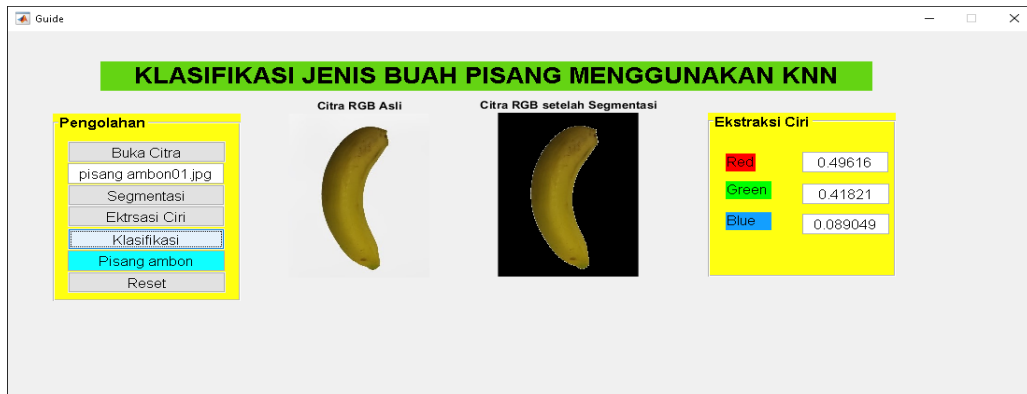 Guide
KLASIFIKASI JENIS BUAH PISANG MENGGUNAKAN KNN
Pengolahan
Buka Citra
pisang ambon01.jpg
Segmentasi
Ektrsasi Ciri
Klasifikasi
Pisang ambon
Reset
Citra RGB Asli
Citra RGB setelah Segmentasi
Ekstraksi Ciri
Red 0.49616
Green 0.41821
Blue 0.089049